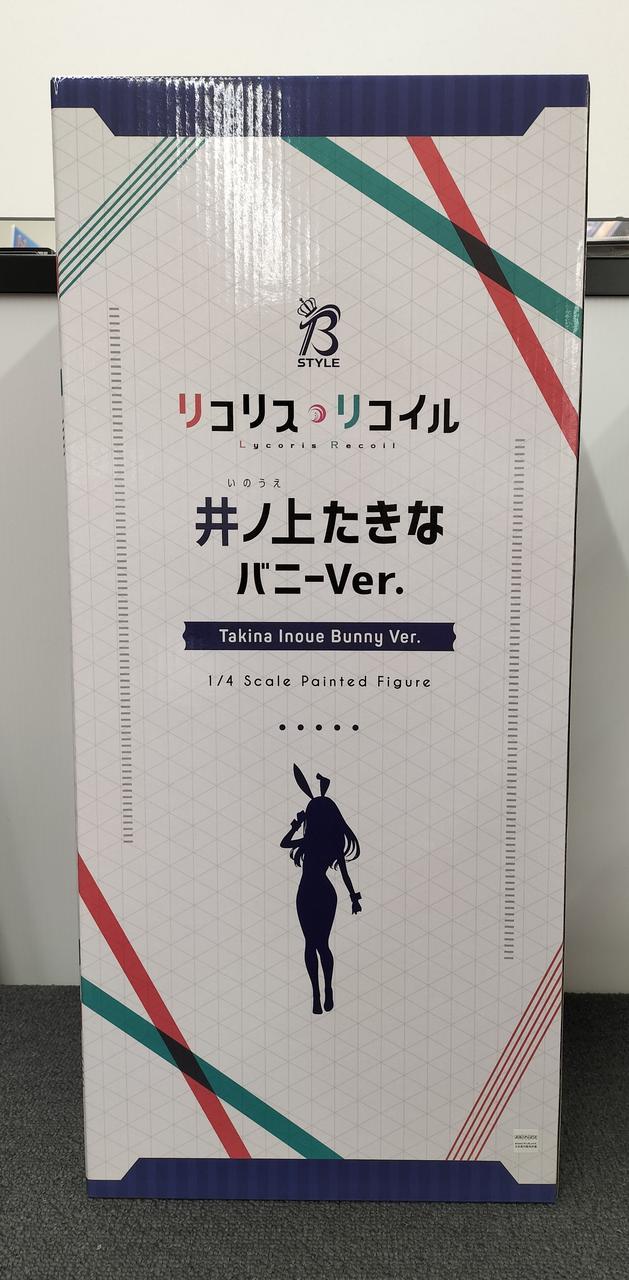 B
STYLE
リコリス・リコイル
Lycoris Recoil
いのうえ
井ノ上たきな
バニーVer.
Takina Inoue Bunny Ver.
1/4 Scale Painted Figure